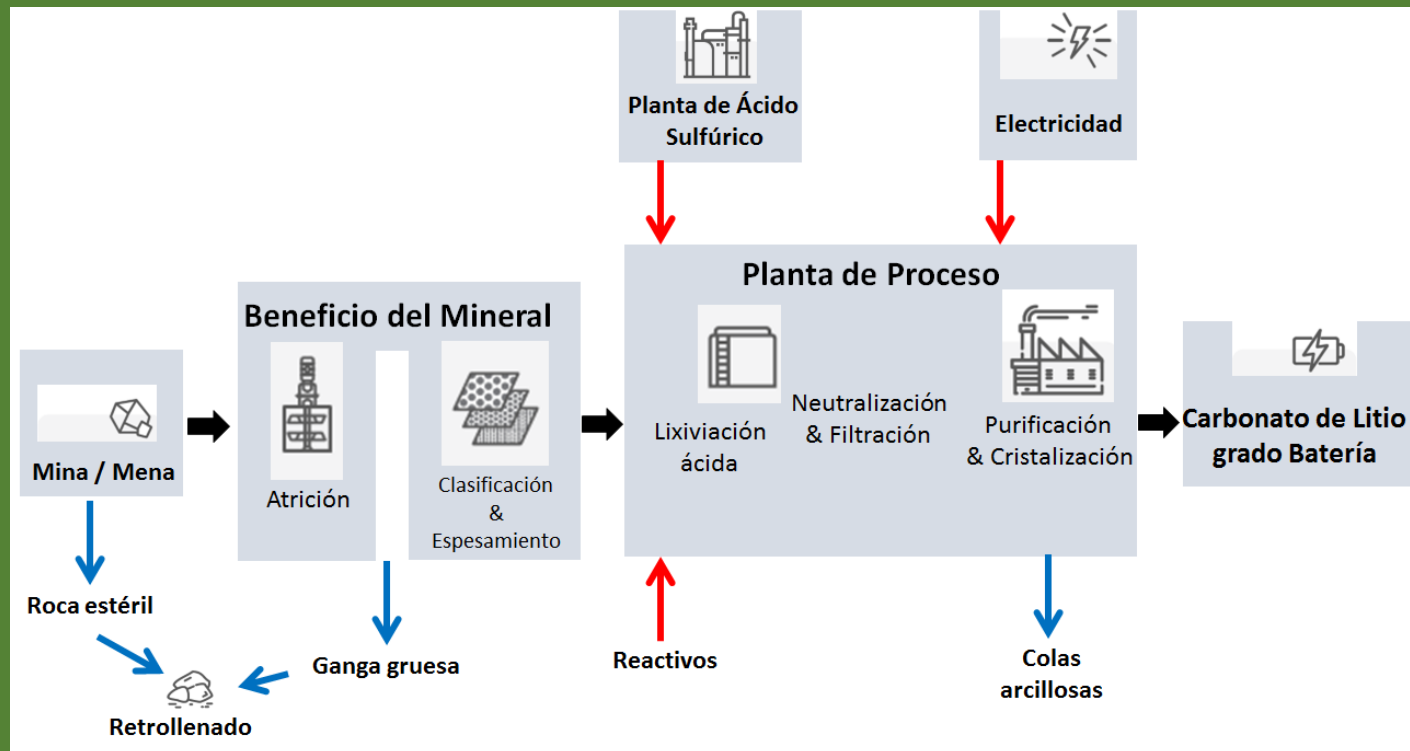 Planta de Ácido
Sulfúrico
Electricidad
Planta de Proceso
Beneficio del Mineral
Mina / Mena
Atrición
Clasificación
&
Espesamiento
Lixiviación
ácida
Neutralización
& Filtración
Purificación
& Cristalización
Carbonato de Litio
grado Batería
Roca estéril
Ganga gruesa
Retrollenado
Reactivos
Colas
arcillosas